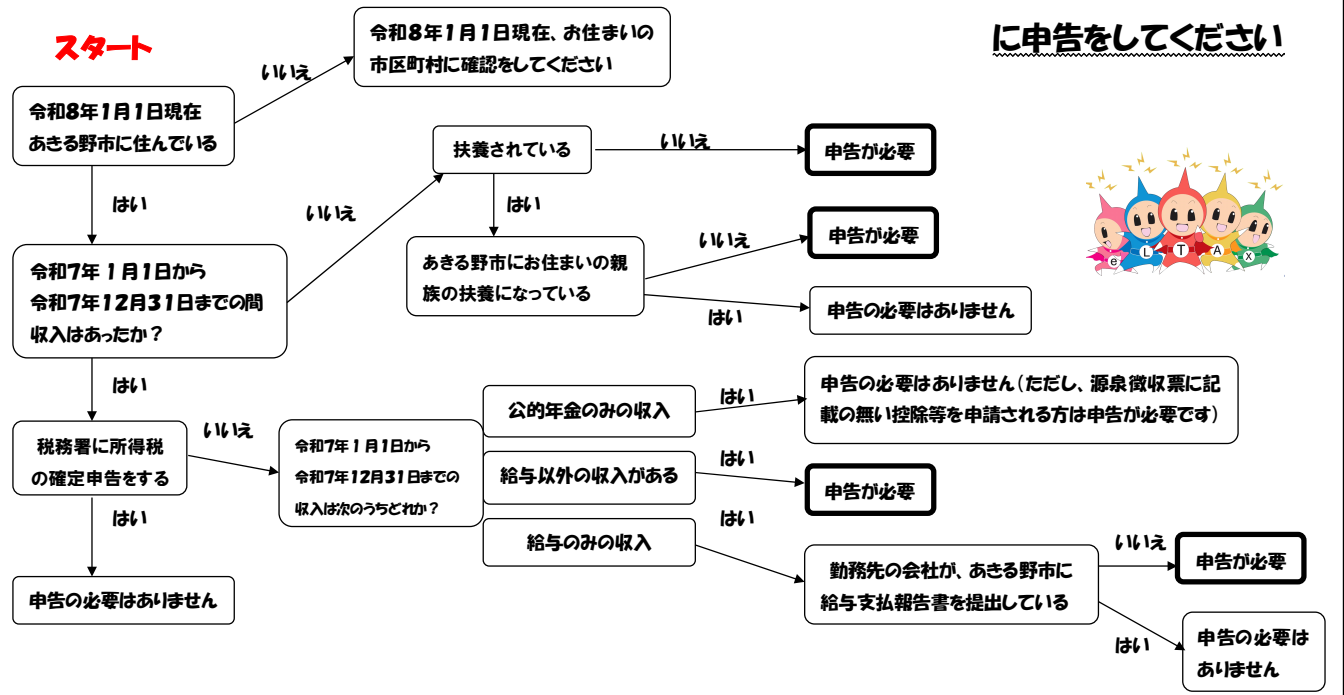 スタート
令和8年1月1日現在、お住まいの
市区町村に確認をしてください
に申告をしてください
いいえ
令和8年1月1日現在
あきる野市に住んでいる
扶養されている
いいえ
申告が必要
はい
いいえ
はい
あきる野市にお住まいの親
族の扶養になっている
いいえ
申告が必要
はい
申告の必要はありません
e L T A X
令和7年1月1日から
令和7年12月31日までの間
収入はあったか？
はい
税務署に所得税
の確定申告をする
いいえ
令和7年1月1日から
令和7年12月31日までの
収入は次のうちどれか？
公的年金のみの収入
はい
申告の必要はありません（ただし、源泉徴収票に記
載の無い控除等を申請される方は申告が必要です）
給与以外の収入がある
はい
申告が必要
給与のみの収入
はい
勤務先の会社が、あきる野市に
給与支払報告書を提出している
いいえ
申告が必要
はい
申告の必要は
ありません
はい
申告の必要はありません